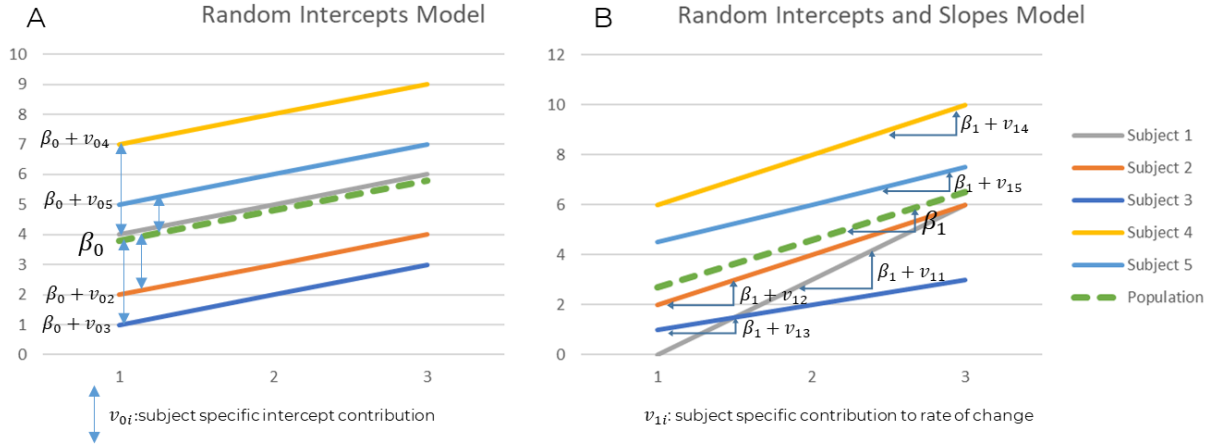 A
Random Intercepts Model
10
9
8
7
6
5
4
3
2
1
0
β₀ + v₀₄
β₀ + v₀₅
β₀
β₀ + v₀₂
β₀ + v₀₃
1 2 3
v₀ᵢ:subject specific intercept contribution
B
Random Intercepts and Slopes Model
12
10
8
6
4
2
0
β₁ + v₁₄
β₁ + v₁₅
β₁
β₁ + v₁₁
β₁ + v₁₂
β₁ + v₁₃
1 2 3
v₁ᵢ: subject specific contribution to rate of change
Subject 1
Subject 2
Subject 3
Subject 4
Subject 5
Population